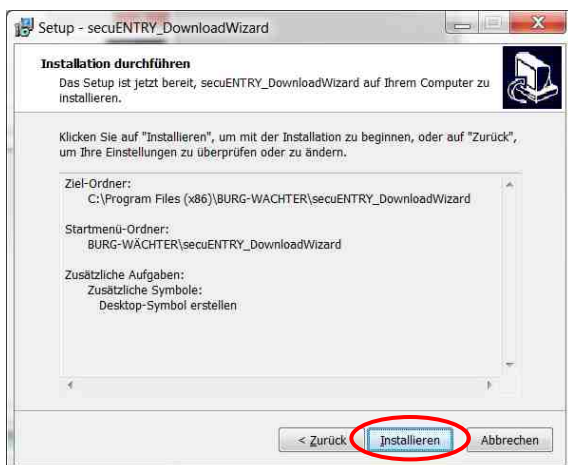 Setup - secuENTRY_DownloadWizard
Installation durchführen
Das Setup ist jetzt bereit, secuENTRY_DownloadWizard auf Ihrem Computer zu
installieren.
Klicken Sie auf "Installieren", um mit der Installation zu beginnen, oder auf "Zurück",
um Ihre Einstellungen zu überprüfen oder zu ändern.
Ziel-Ordner:
C:\Program Files (x86)\BURG-WACHTER\secuENTRY_DownloadWizard
Startmenü-Ordner:
BURG-WÄCHTER\secuENTRY_DownloadWizard
Zusätzliche Aufgaben:
Zusätzliche Symbole:
Desktop-Symbol erstellen
< Zurück Installieren Abbrechen